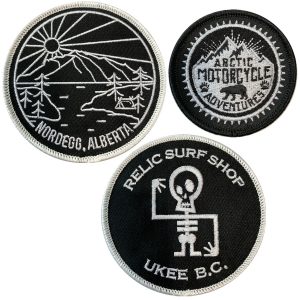 NORDEGG, ALBERTA
ARCTIC
MOTORCYCLE
ADVENTURES
RELIC SURF SHOP
UKEE B.C.